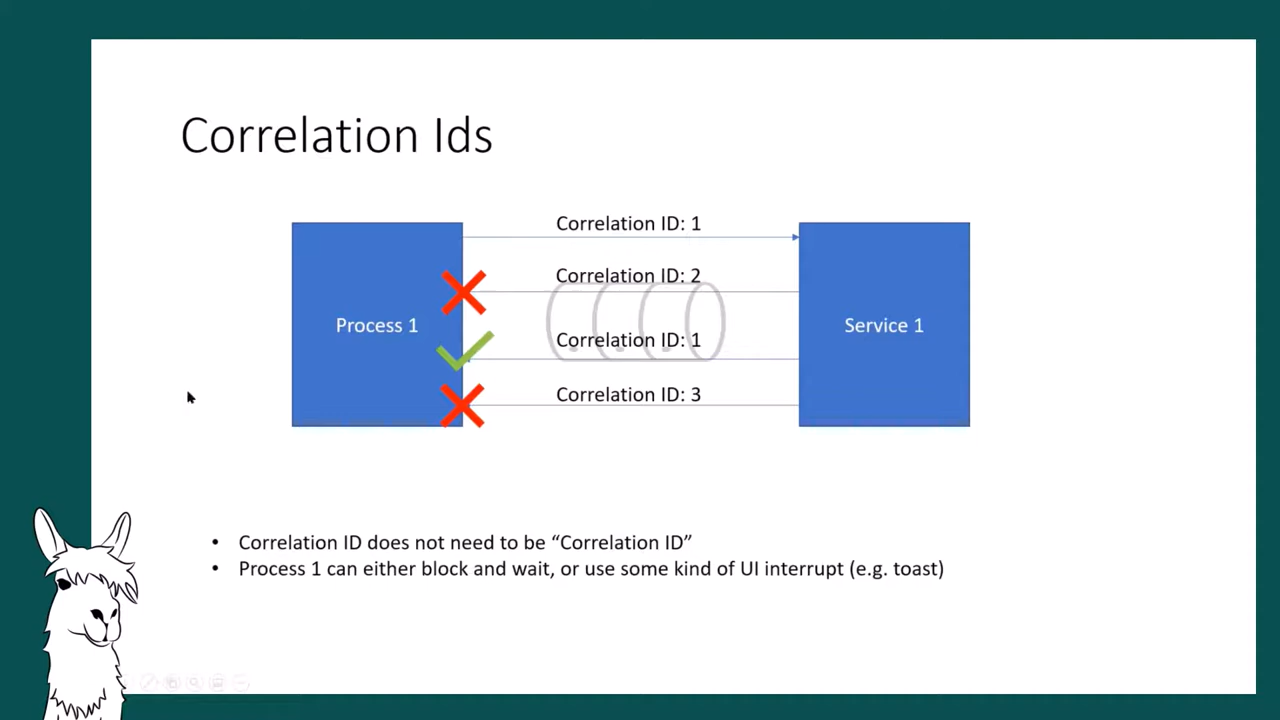 Correlation Ids
Correlation ID: 1
Correlation ID: 2
Process 1
Service 1
Correlation ID: 1
Correlation ID: 3
• Correlation ID does not need to be “Correlation ID”
• Process 1 can either block and wait, or use some kind of UI interrupt (e.g. toast)